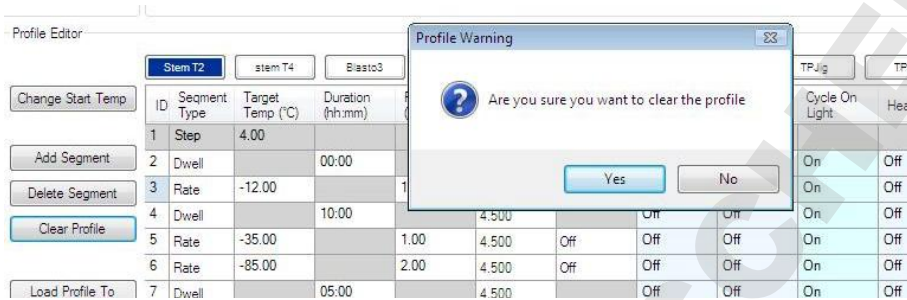 Profile Editor
Profile Warning
Stem T2 stem T4 Blasto3 TPJig TP
Change Start Temp
ID Segment Type Target Temp (°C) Duration (hh:mm) Cycle On Light Hea
Are you sure you want to clear the profile
1 Step 4.00
Add Segment
2 Dwell 00:00 On Off
Yes No
Delete Segment
3 Rate -12.00 1 On Off
4 Dwell 10:00 4.500 Off Off On Off
Clear Profile
5 Rate -35.00 1.00 4.500 Off Off Off On Off
6 Rate -85.00 2.00 4.500 Off Off Off On Off
Load Profile To
7 Dwell 05:00 4.500 Off Off On Off